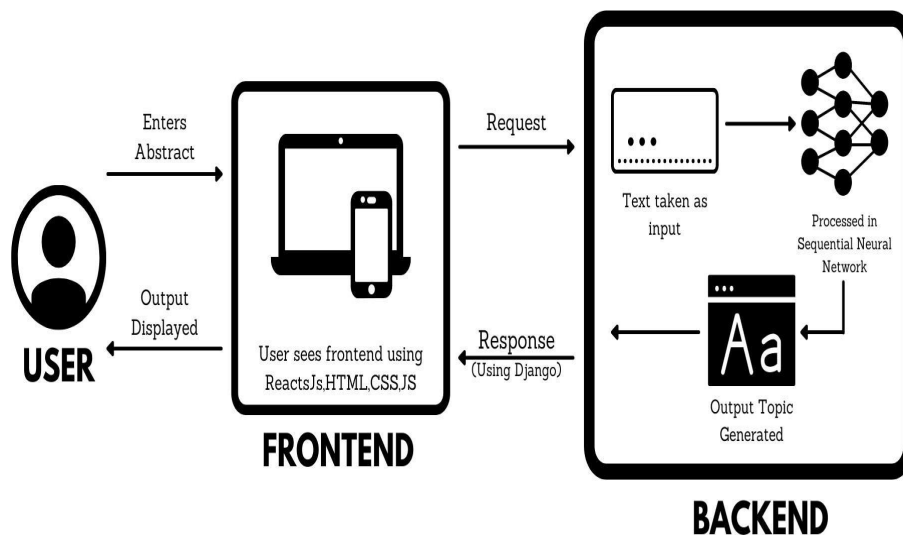 Enters
Abstract
Output
Displayed
USER
User sees frontend using
ReactsJs,HTML,CSS,JS
FRONTEND
Request
Response
(Using Django)
Text taken as
input
Processed in
Sequential Neural
Network
Aa
Output Topic
Generated
BACKEND